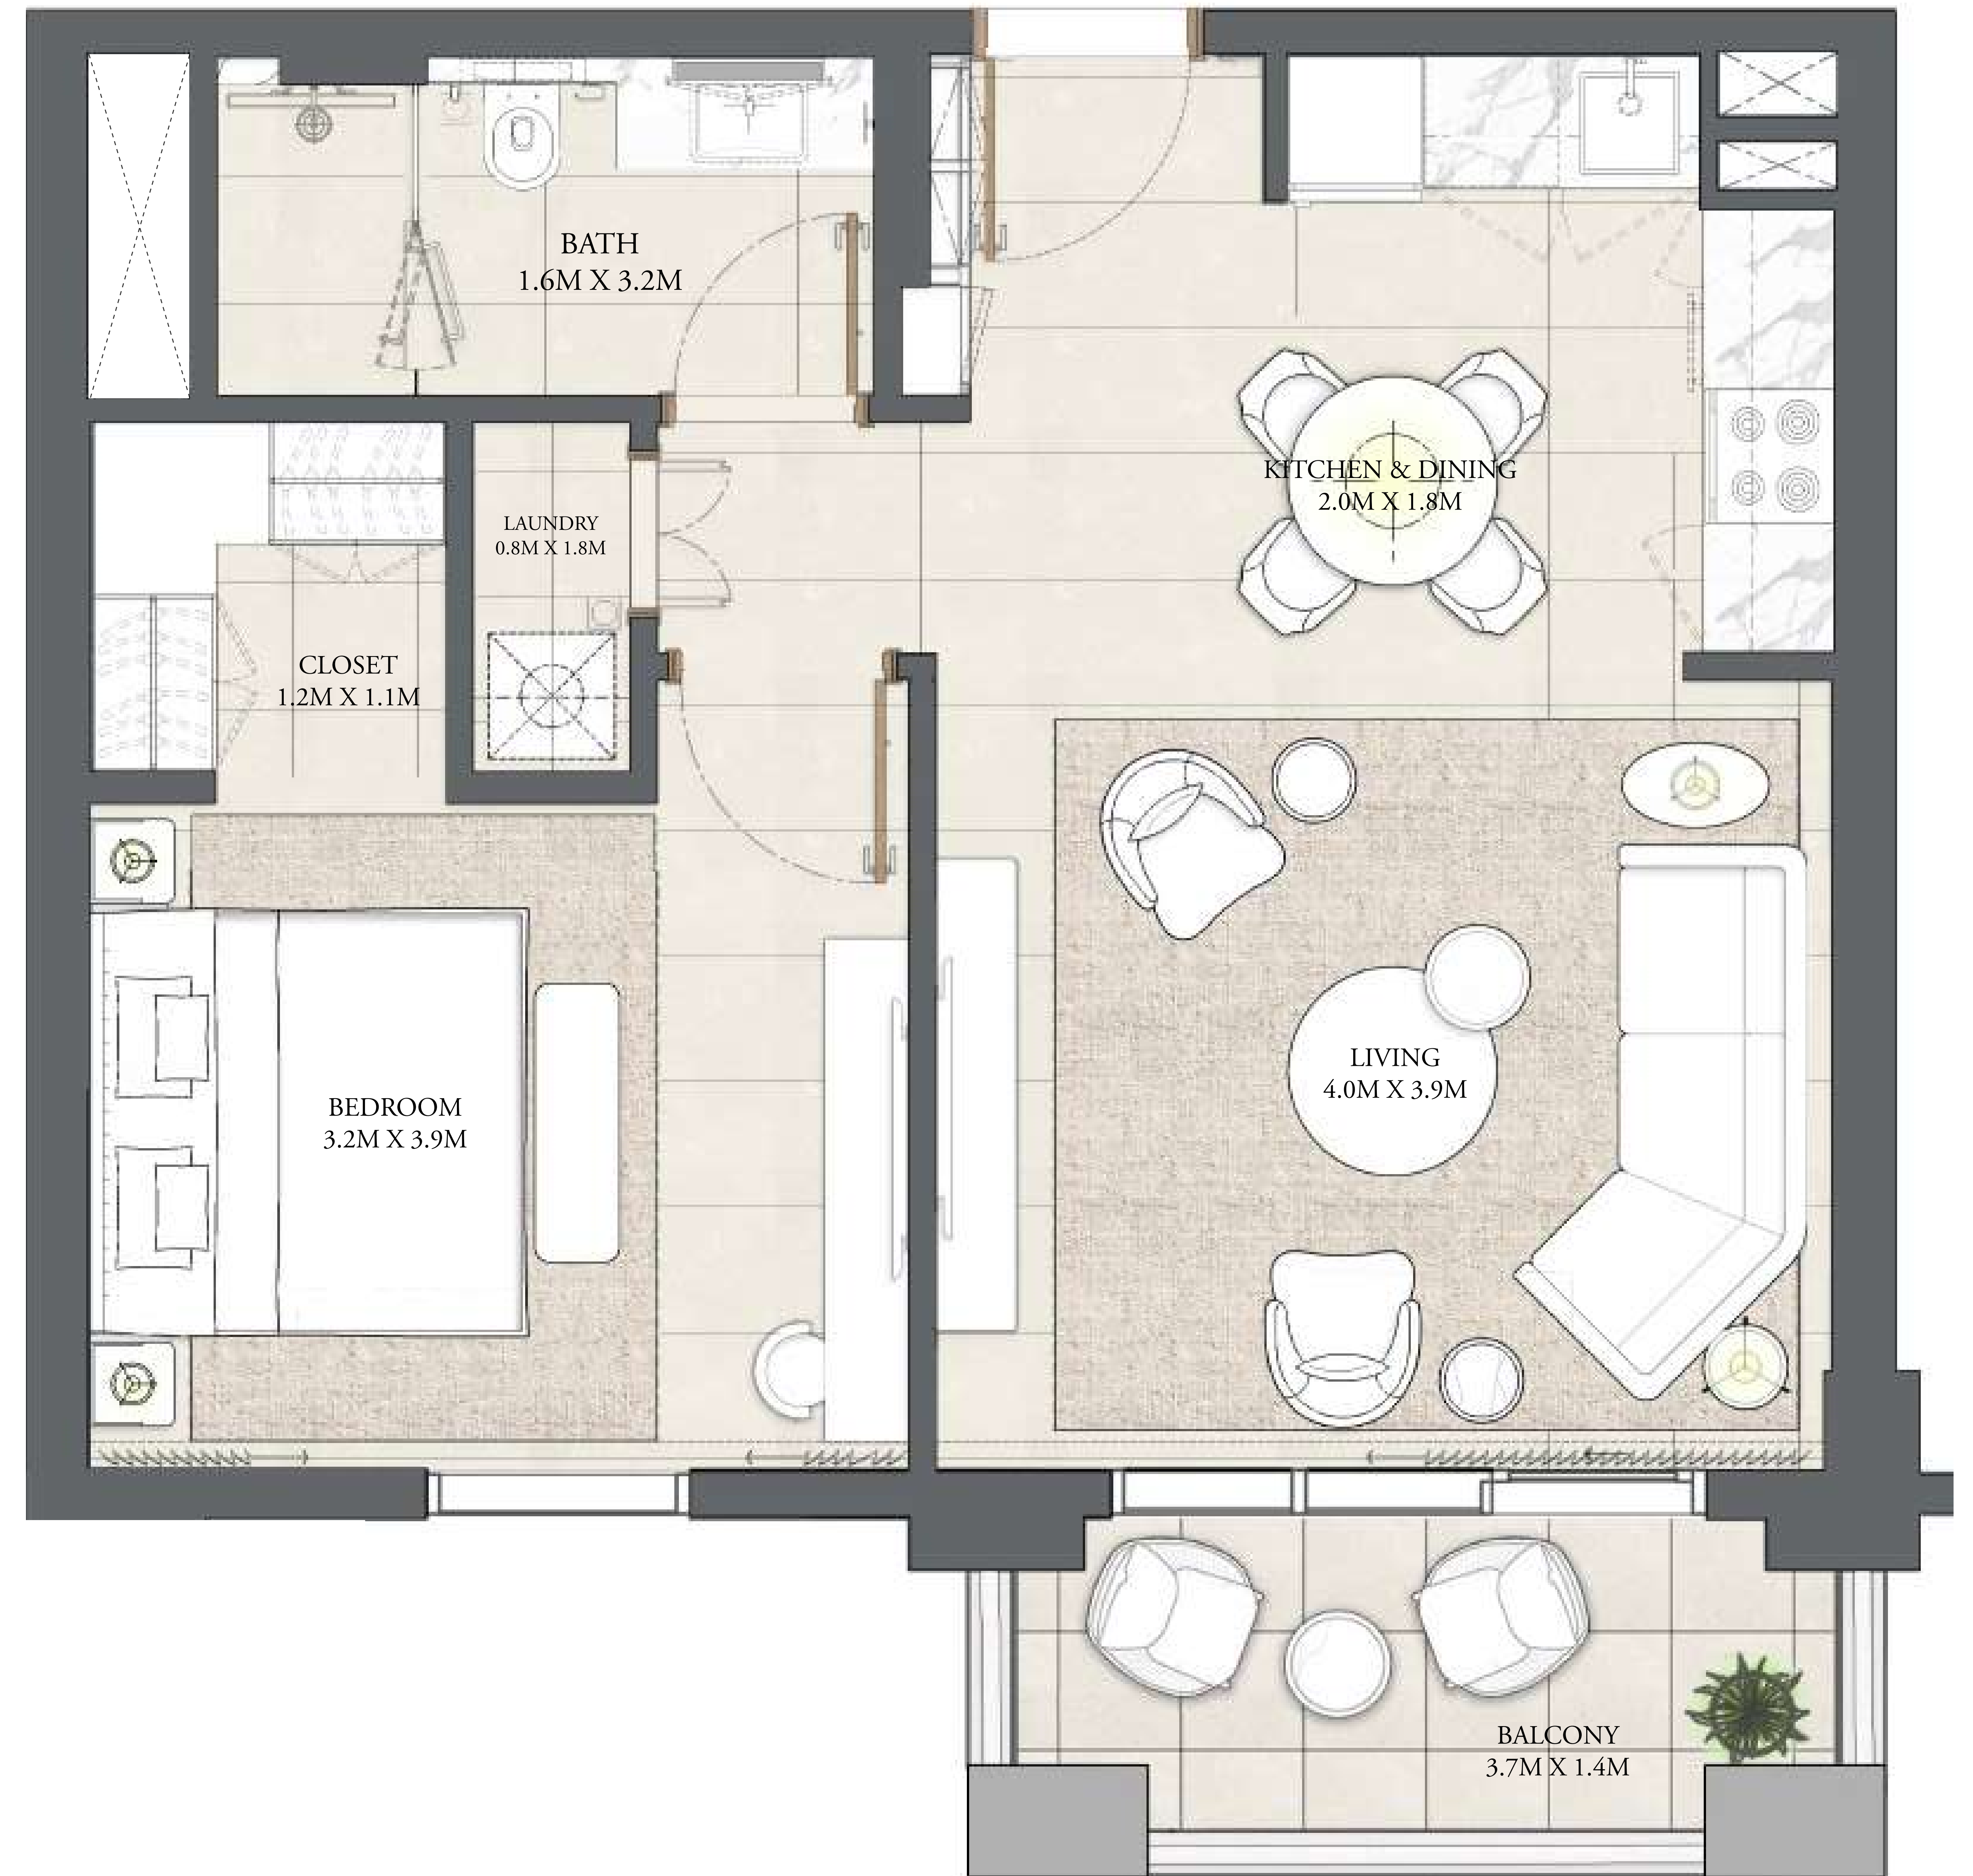 BATH
1.6M X 3.2M
KITCHEN & DINING
2.0M X 1.8M
LAUNDRY
0.8M X 1.8M
CLOSET
1.2M X 1.1M
LIVING
4.0M X 3.9M
BEDROOM
3.2M X 3.9M
BALCONY
3.7M X 1.4M